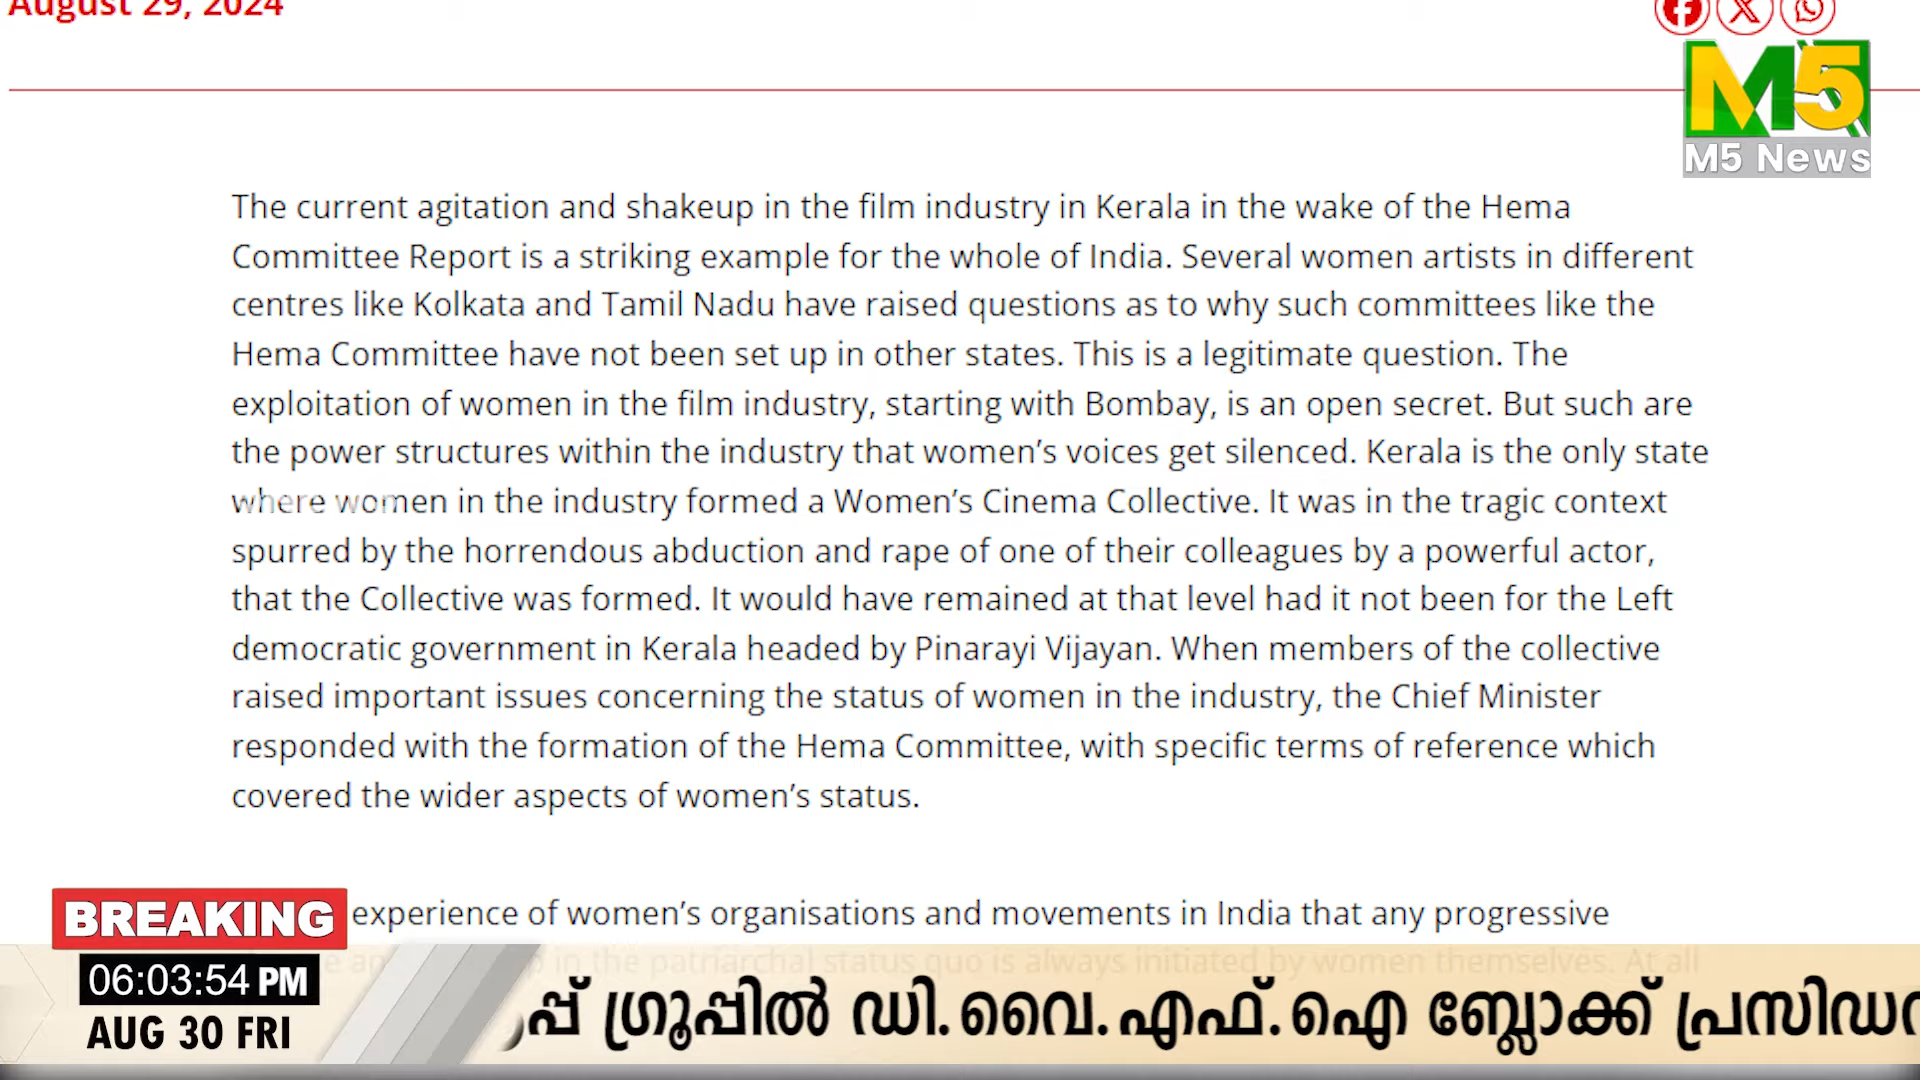 August 29, 2024
M5
M5 News
The current agitation and shakeup in the film industry in Kerala in the wake of the Hema
Committee Report is a striking example for the whole of India. Several women artists in different
centres like Kolkata and Tamil Nadu have raised questions as to why such committees like the
Hema Committee have not been set up in other states. This is a legitimate question. The
exploitation of women in the film industry, starting with Bombay, is an open secret. But such are
the power structures within the industry that women’s voices get silenced. Kerala is the only state
where women in the industry formed a Women’s Cinema Collective. It was in the tragic context
spurred by the horrendous abduction and rape of one of their colleagues by a powerful actor,
that the Collective was formed. It would have remained at that level had it not been for the Left
democratic government in Kerala headed by Pinarayi Vijayan. When members of the collective
raised important issues concerning the status of women in the industry, the Chief Minister
responded with the formation of the Hema Committee, with specific terms of reference which
covered the wider aspects of women’s status.
BREAKING
experience of women’s organisations and movements in India that any progressive
in the patriarchal status quo is always initiated by women themselves. At all
06:03:54 PM
AUG 30 FRI
ഗ്രൂപ്പിൽ ഡി.വൈ.എഫ്.ഐ ബ്ലോക്ക്